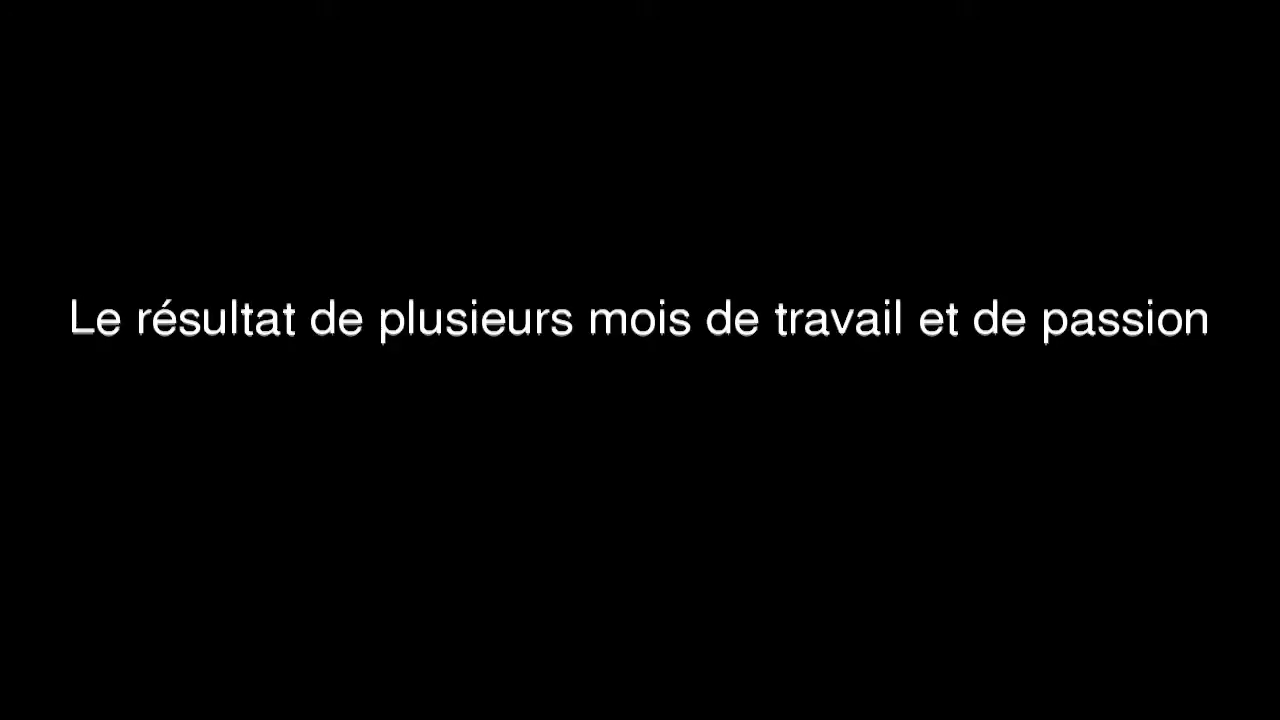 Le résultat de plusieurs mois de travail et de passion